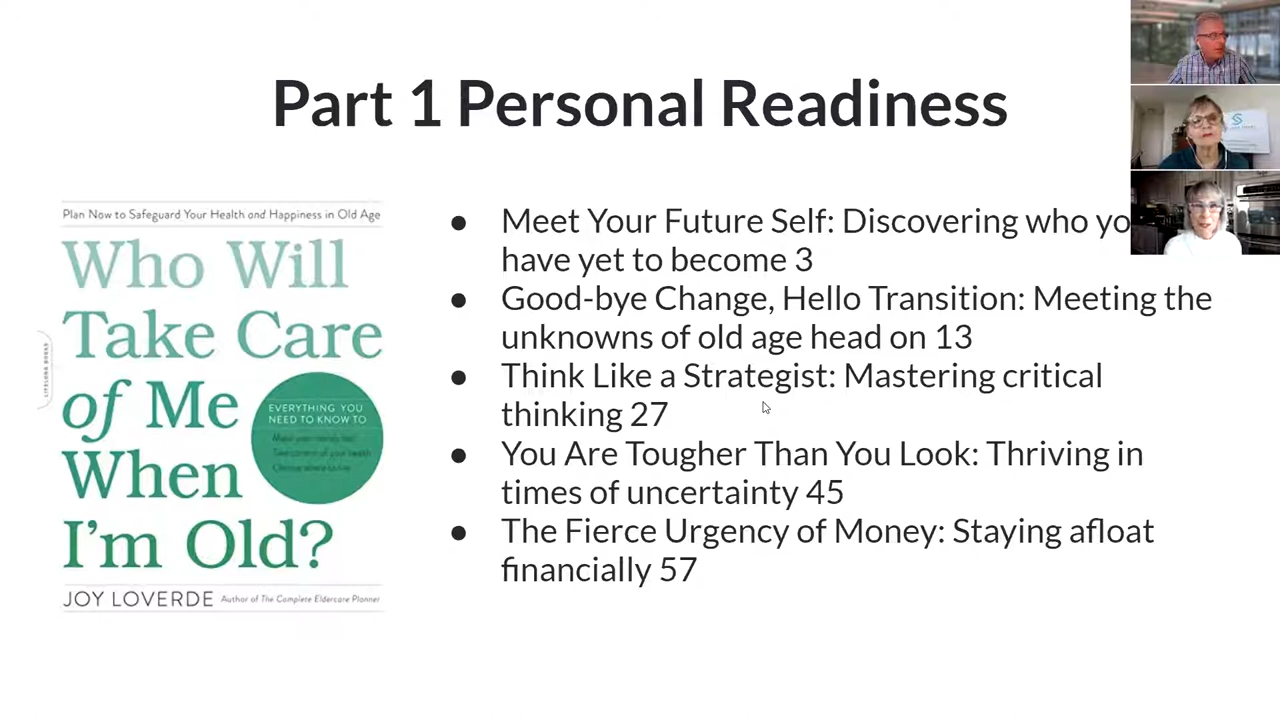 Part 1 Personal Readiness
Plan Now to Safeguard Your Health and Happiness in Old Age
Who Will
Take Care
of Me
When
I'm Old?
EVERYTHING YOU
NEED TO KNOW TO
LIFELONG BOOKS
JOY LOVERDE Author of The Complete Eldercare Planner
● Meet Your Future Self: Discovering who yo
have yet to become 3
● Good-bye Change, Hello Transition: Meeting the
unknowns of old age head on 13
● Think Like a Strategist: Mastering critical
thinking 27
● You Are Tougher Than You Look: Thriving in
times of uncertainty 45
● The Fierce Urgency of Money: Staying afloat
financially 57